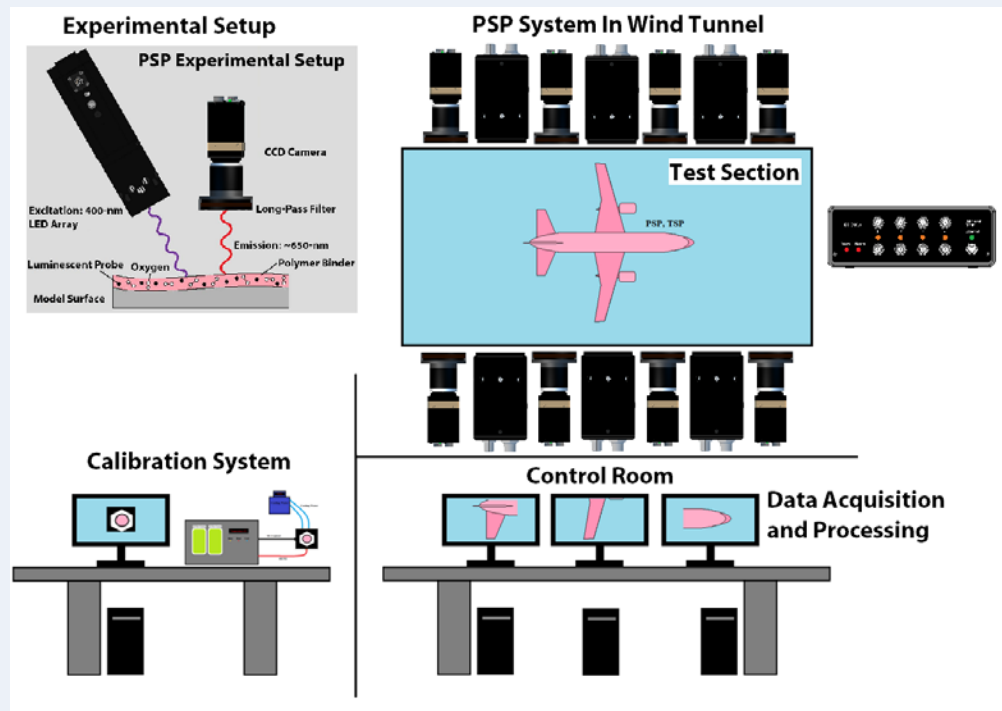 Experimental Setup
PSP Experimental Setup
CCD Camera
Excitation: 400-nm
LED Array
Long-Pass Filter
Emission: ~650-nm
Luminescent Probe
Oxygen
Polymer Binder
Model Surface
PSP System In Wind Tunnel
Test Section
PSP, TSP
Calibration System
Control Room
Data Acquisition
and Processing